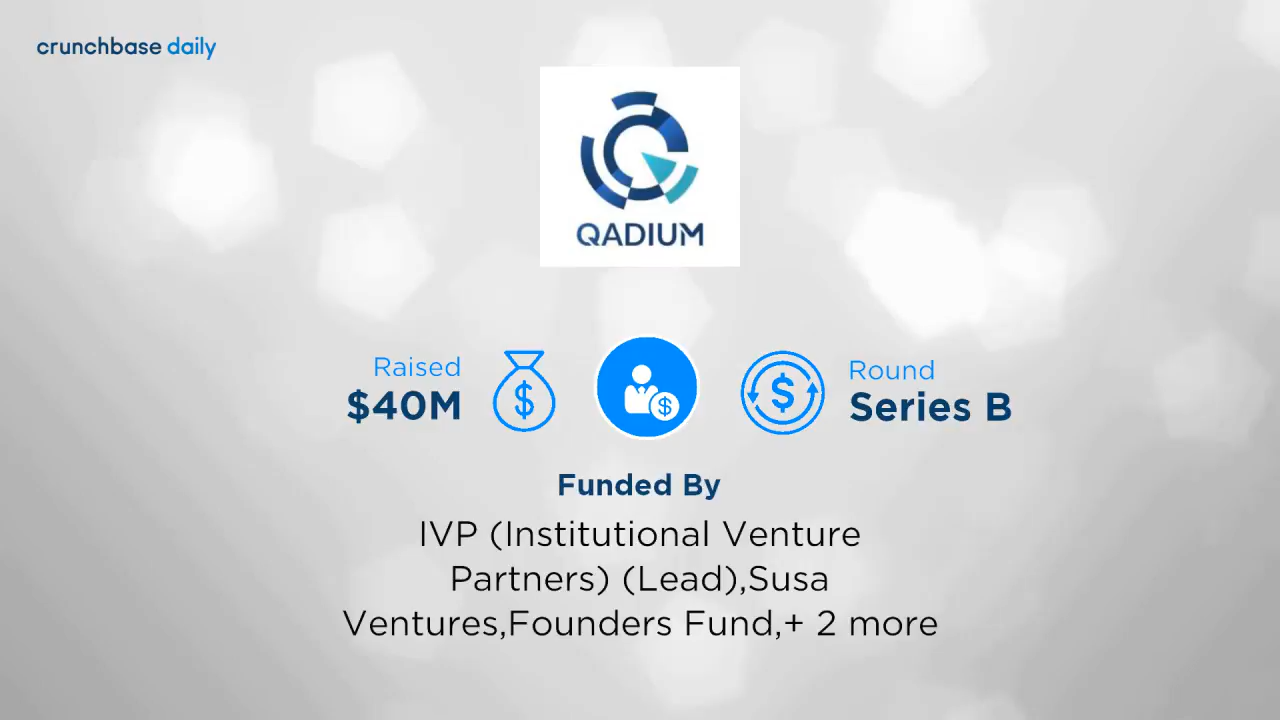 crunchbase daily
QADIUM
Raised
$40M
$
$
$
Round
Series B
Funded By
IVP (Institutional Venture
Partners) (Lead),Susa
Ventures,Founders Fund,+ 2 more